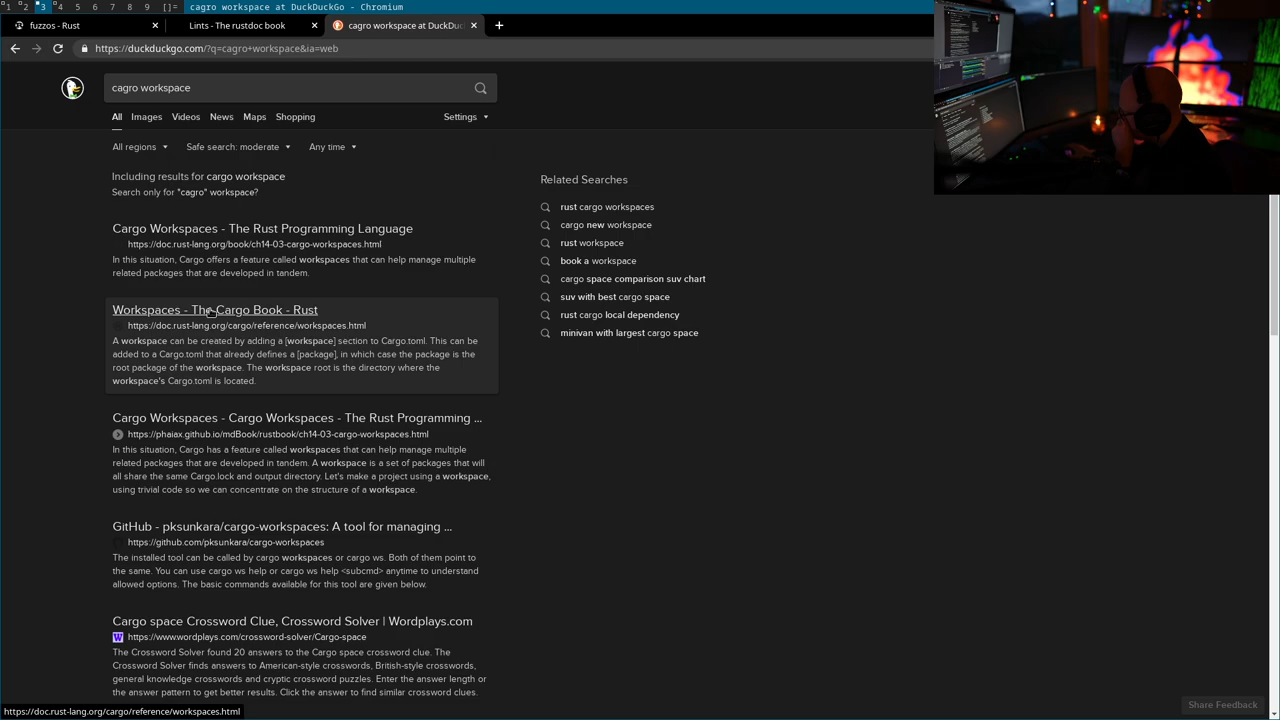 1 2 3 4 5 6 7 8 9 []= cagro workspace at DuckDuckGo - Chromium
fuzzos - Rust
Lints - The rustdoc book
cagro workspace at DuckDuc
https://duckduckgo.com/?q=cagro+workspace&ia=web
cagro workspace
All Images Videos News Maps Shopping
Settings
All regions
Safe search: moderate
Any time
Including results for cargo workspace
Search only for "cagro" workspace?
Cargo Workspaces - The Rust Programming Language
https://doc.rust-lang.org/book/ch14-03-cargo-workspaces.html
In this situation, Cargo offers a feature called workspaces that can help manage multiple
related packages that are developed in tandem.
Workspaces - The Cargo Book - Rust
https://doc.rust-lang.org/cargo/reference/workspaces.html
A workspace can be created by adding a [workspace] section to Cargo.toml. This can be
added to a Cargo.toml that already defines a [package], in which case the package is the
root package of the workspace. The workspace root is the directory where the
workspace's Cargo.toml is located.
Cargo Workspaces - Cargo Workspaces - The Rust Programming ...
https://phaiax.github.io/mdBook/rustbook/ch14-03-cargo-workspaces.html
In this situation, Cargo has a feature called workspaces that can help manage multiple
related packages that are developed in tandem. A workspace is a set of packages that will
all share the same Cargo.lock and output directory. Let's make a project using a workspace,
using trivial code so we can concentrate on the structure of a workspace.
GitHub - pksunkara/cargo-workspaces: A tool for managing ...
https://github.com/pksunkara/cargo-workspaces
The installed tool can be called by cargo workspaces or cargo ws. Both of them point to
the same. You can use cargo ws help or cargo ws help <subcmd> anytime to understand
allowed options. The basic commands available for this tool are given below.
Cargo space Crossword Clue, Crossword Solver | Wordplays.com
W
https://www.wordplays.com/crossword-solver/Cargo-space
The Crossword Solver found 20 answers to the Cargo space crossword clue. The
Crossword Solver finds answers to American-style crosswords, British-style crosswords,
general knowledge crosswords and cryptic crossword puzzles. Enter the answer length or
the answer pattern to get better results. Click the answer to find similar crossword clues.
Related Searches
rust cargo workspaces
cargo new workspace
rust workspace
book a workspace
cargo space comparison suv chart
suv with best cargo space
rust cargo local dependency
minivan with largest cargo space
Share Feedback
https://doc.rust-lang.org/cargo/reference/workspaces.html